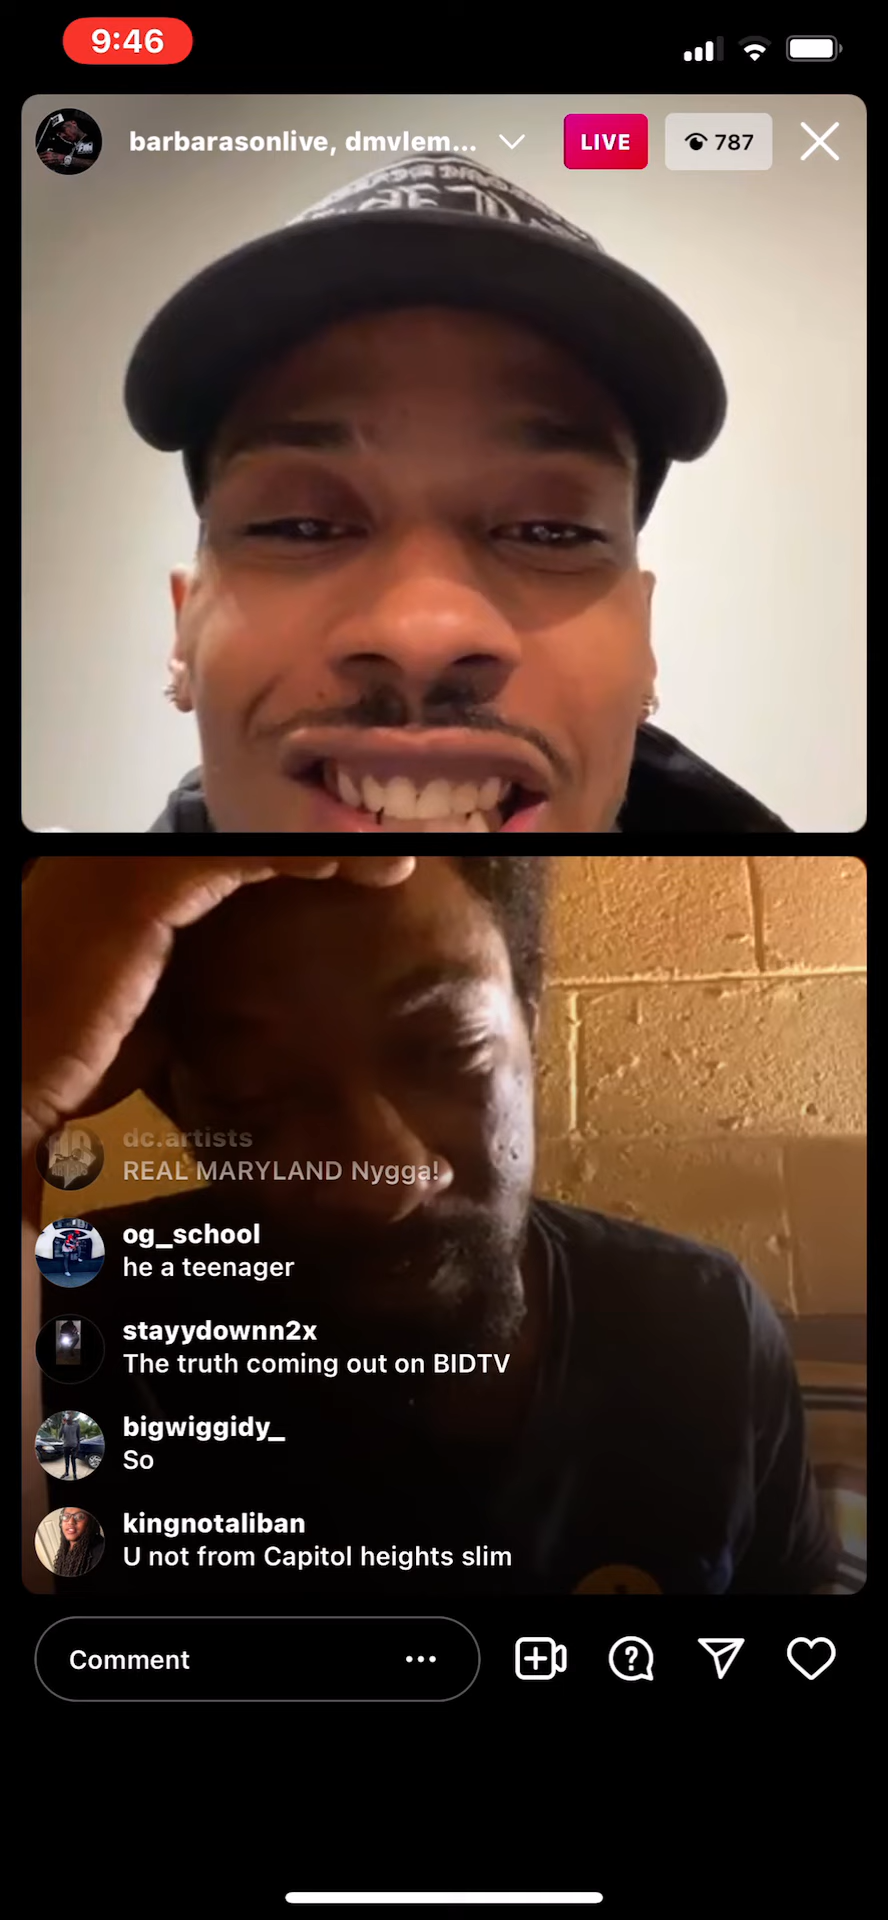 9:46
barbarasonlive, dmvlem...
LIVE
787
dc.artists
REAL MARYLAND Nygga!
og_school
he a teenager
stayydownn2x
The truth coming out on BIDTV
bigwiggidy_
So
kingnotaliban
U not from Capitol heights slim
Comment